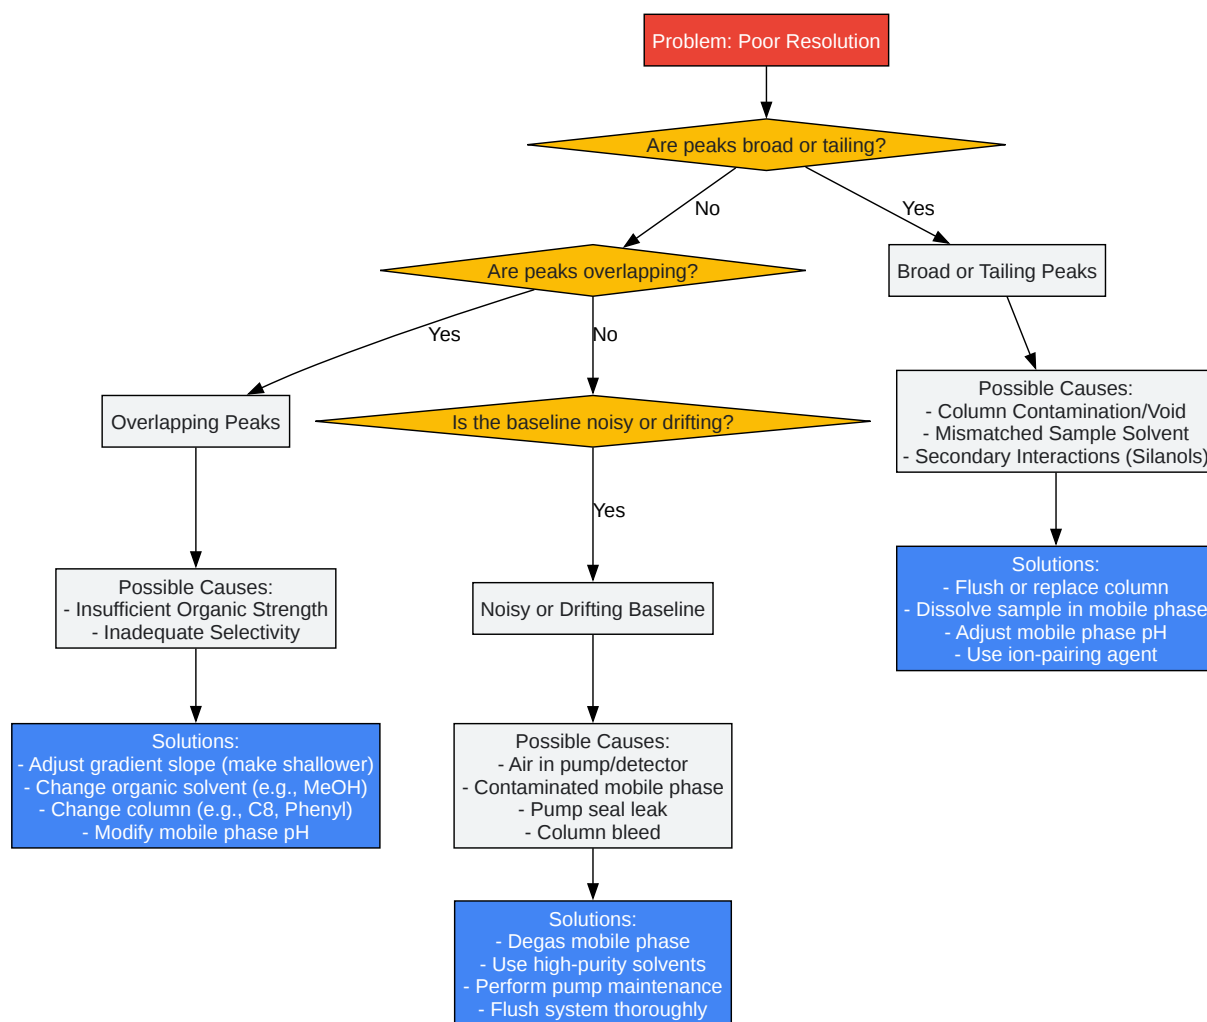 Problem: Poor Resolution
Are peaks broad or tailing?
No
Yes
Are peaks overlapping?
Broad or Tailing Peaks
Yes
No
Overlapping Peaks
Is the baseline noisy or drifting?
Possible Causes:
- Column Contamination/Void
- Mismatched Sample Solvent
- Secondary Interactions (Silanols)
Yes
Possible Causes:
- Insufficient Organic Strength
- Inadequate Selectivity
Noisy or Drifting Baseline
Solutions:
- Flush or replace column
- Dissolve sample in mobile phase
- Adjust mobile phase pH
- Use ion-pairing agent
Solutions:
- Adjust gradient slope (make shallower)
- Change organic solvent (e.g., MeOH)
- Change column (e.g., C8, Phenyl)
- Modify mobile phase pH
Possible Causes:
- Air in pump/detector
- Contaminated mobile phase
- Pump seal leak
- Column bleed
Solutions:
- Degas mobile phase
- Use high-purity solvents
- Perform pump maintenance
- Flush system thoroughly